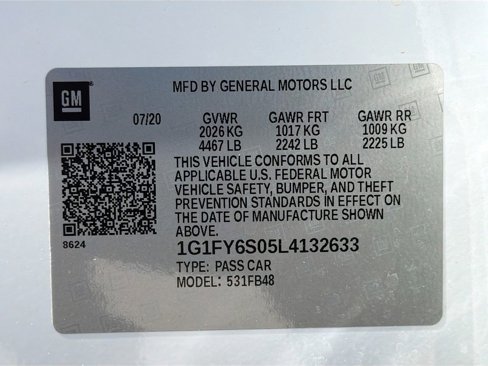 GM
MFD BY GENERAL MOTORS LLC
07/20 GVWR GAWR FRT GAWR RR
2026 KG 1017 KG 1009 KG
4467 LB 2242 LB 2225 LB
THIS VEHICLE CONFORMS TO ALL
APPLICABLE U.S. FEDERAL MOTOR
VEHICLE SAFETY, BUMPER, AND THEFT
PREVENTION STANDARDS IN EFFECT ON
THE DATE OF MANUFACTURE SHOWN
ABOVE.
8624
1G1FY6S05L4132633
TYPE: PASS CAR
MODEL: 531FB48